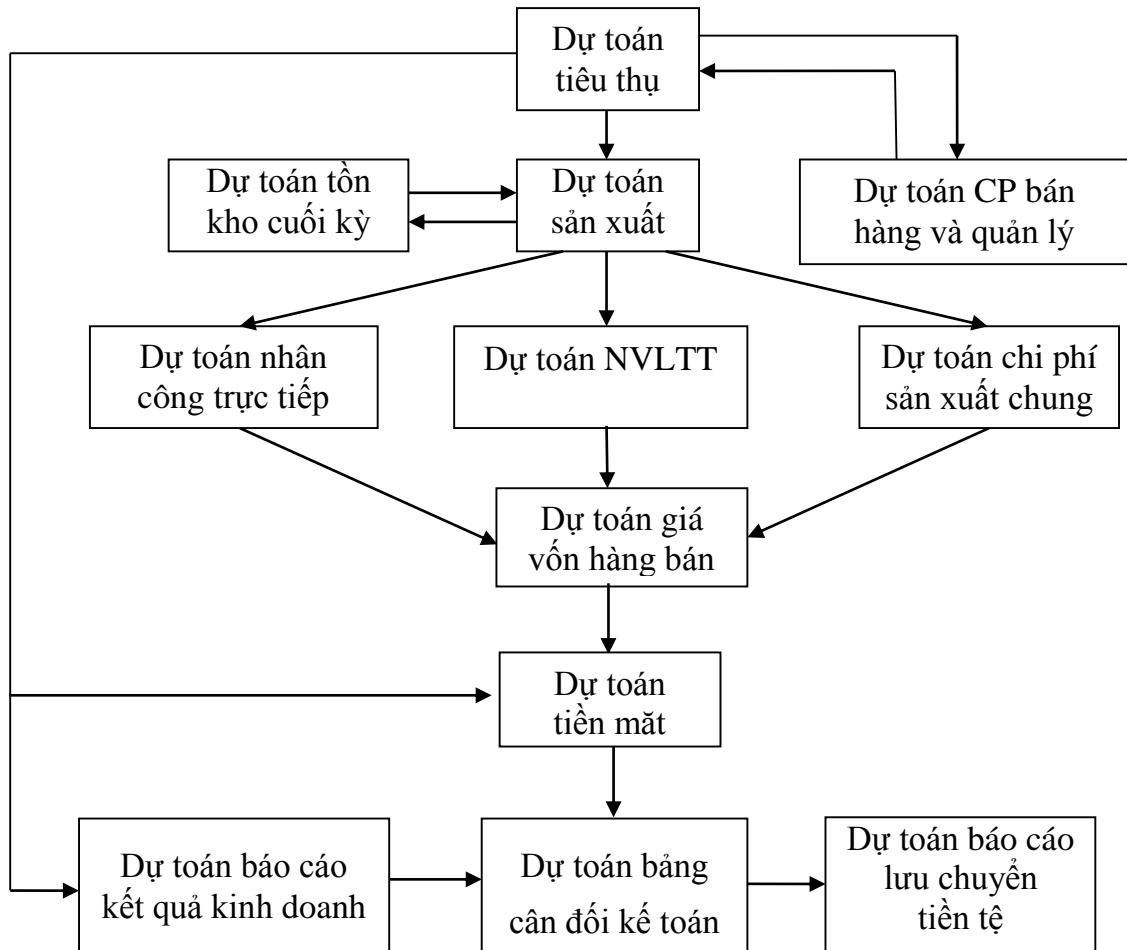 Dự toán
tiêu thụ
Dự toán tồn
kho cuối kỳ
Dự toán
sản xuất
Dự toán CP bán
hàng và quản lý
Dự toán nhân
công trực tiếp
Dự toán NVLTT
Dự toán chi phí
sản xuất chung
Dự toán giá
vốn hàng bán
Dự toán
tiền măt
Dự toán báo cáo
kết quả kinh doanh
Dự toán bảng
cân đối kế toán
Dự toán báo cáo
lưu chuyển
tiền tệ